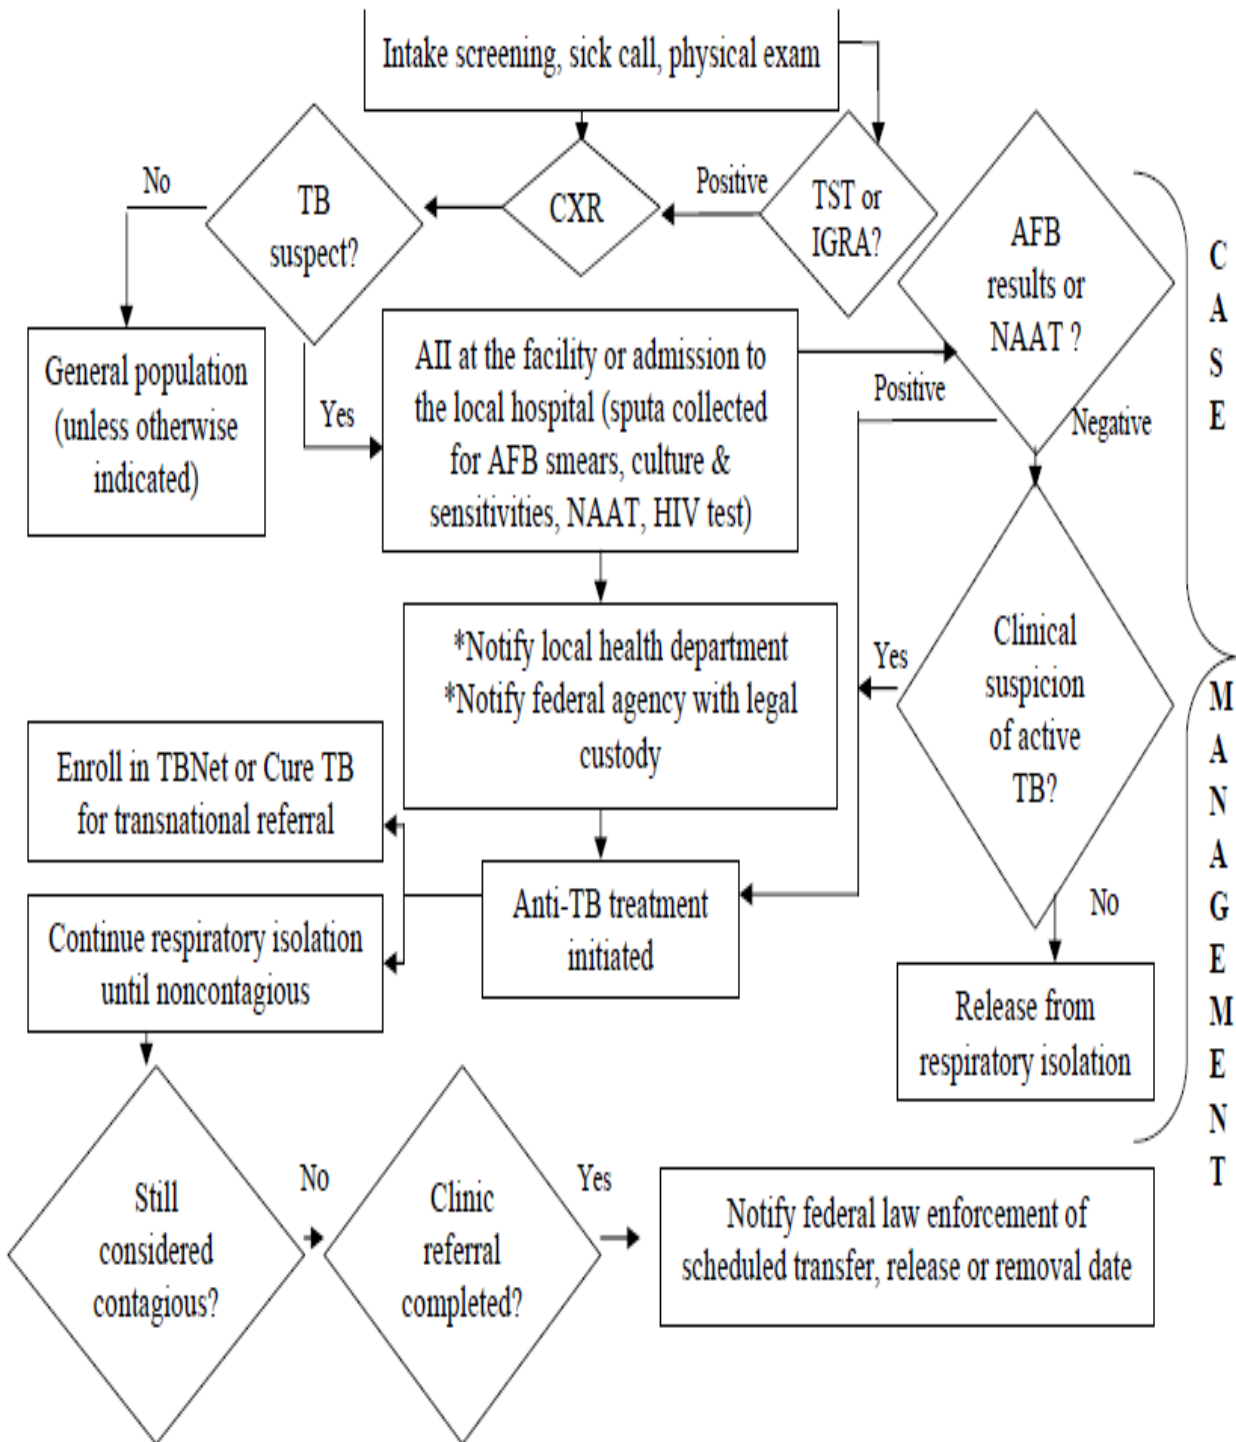 Intake screening, sick call, physical exam
No
TB
suspect?
CXR
Positive
TST or
IGRA?
AFB
results or
NAAT ?
General population
(unless otherwise
indicated)
Yes
AII at the facility or admission to
the local hospital (sputa collected
for AFB smears, culture &
sensitivities, NAAT, HIV test)
Positive
Negative
*Notify local health department
*Notify federal agency with legal
custody
Yes
Clinical
suspicion
of active
TB?
Enroll in TBNet or Cure TB
for transnational referral
Anti-TB treatment
initiated
No
Continue respiratory isolation
until noncontagious
Release from
respiratory isolation
Still
considered
contagious?
No
Clinic
referral
completed?
Yes
Notify federal law enforcement of
scheduled transfer, release or removal date
C
A
S
E
M
A
N
A
G
E
M
E
N
T